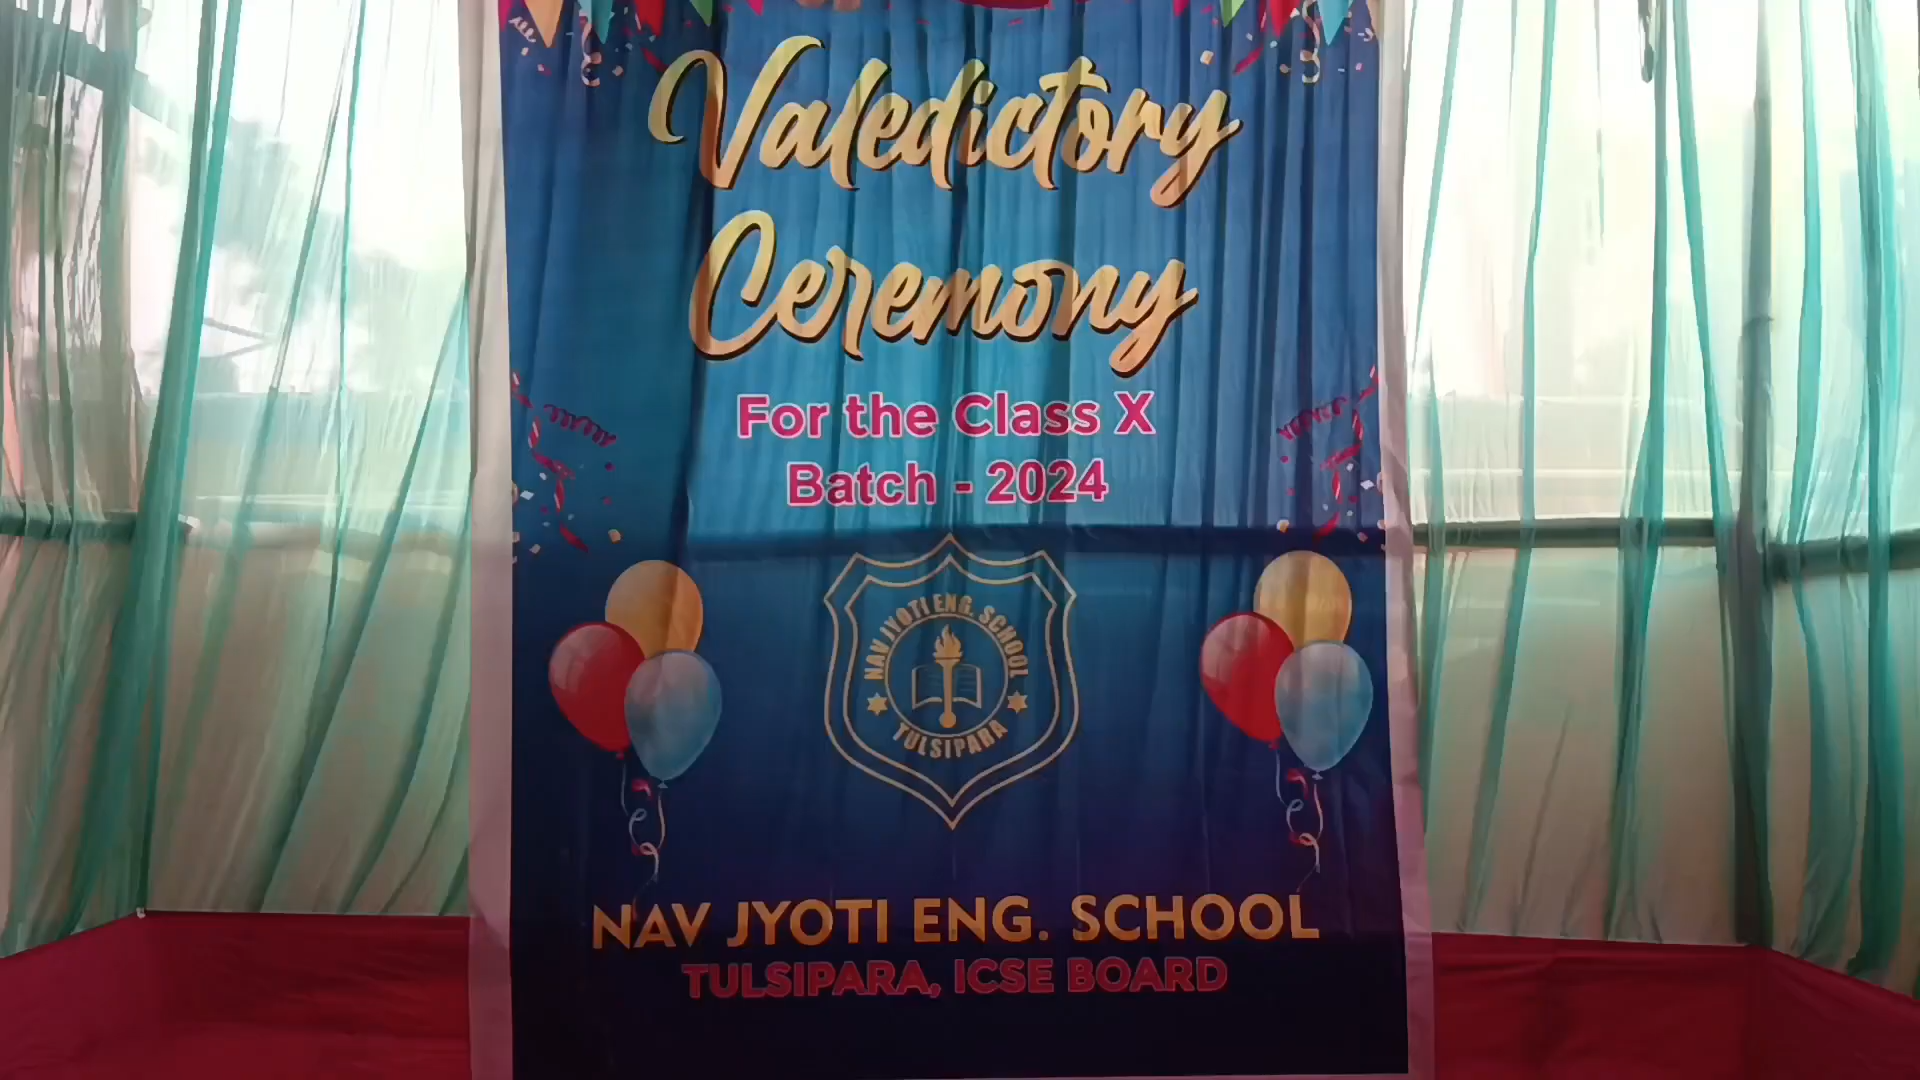 Valedictory
Ceremony
For the Class X
Batch - 2024
NAV JYOTI ENG. SCHOOL
TULSIPARA
NAV JYOTI ENG. SCHOOL
TULSIPARA, ICSE BOARD